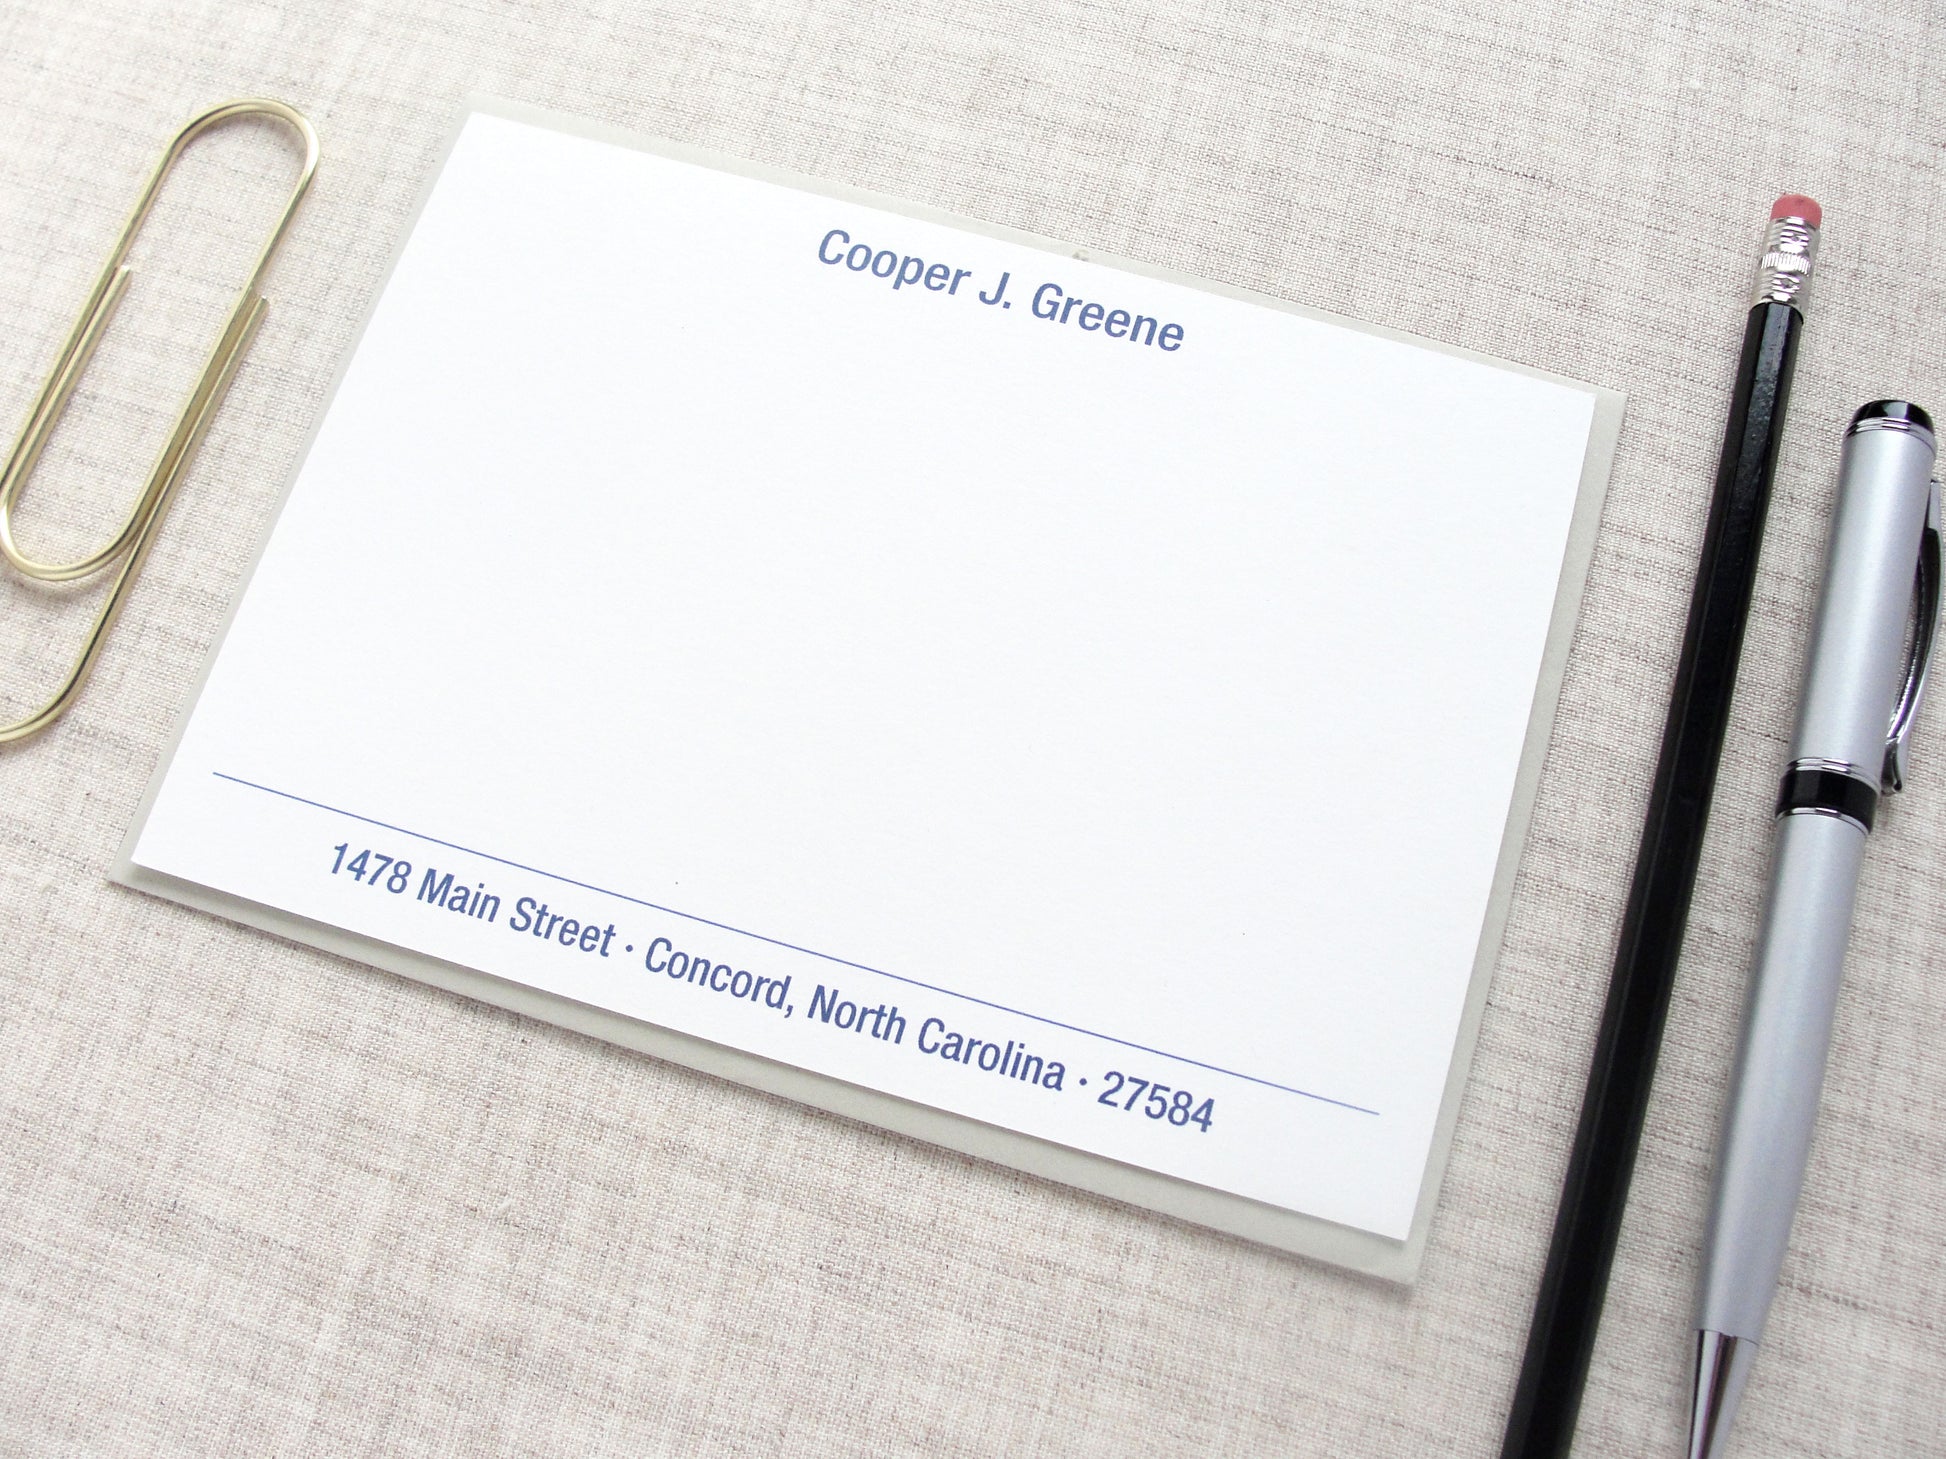 Cooper J. Greene
1478 Main Street · Concord, North Carolina · 27584